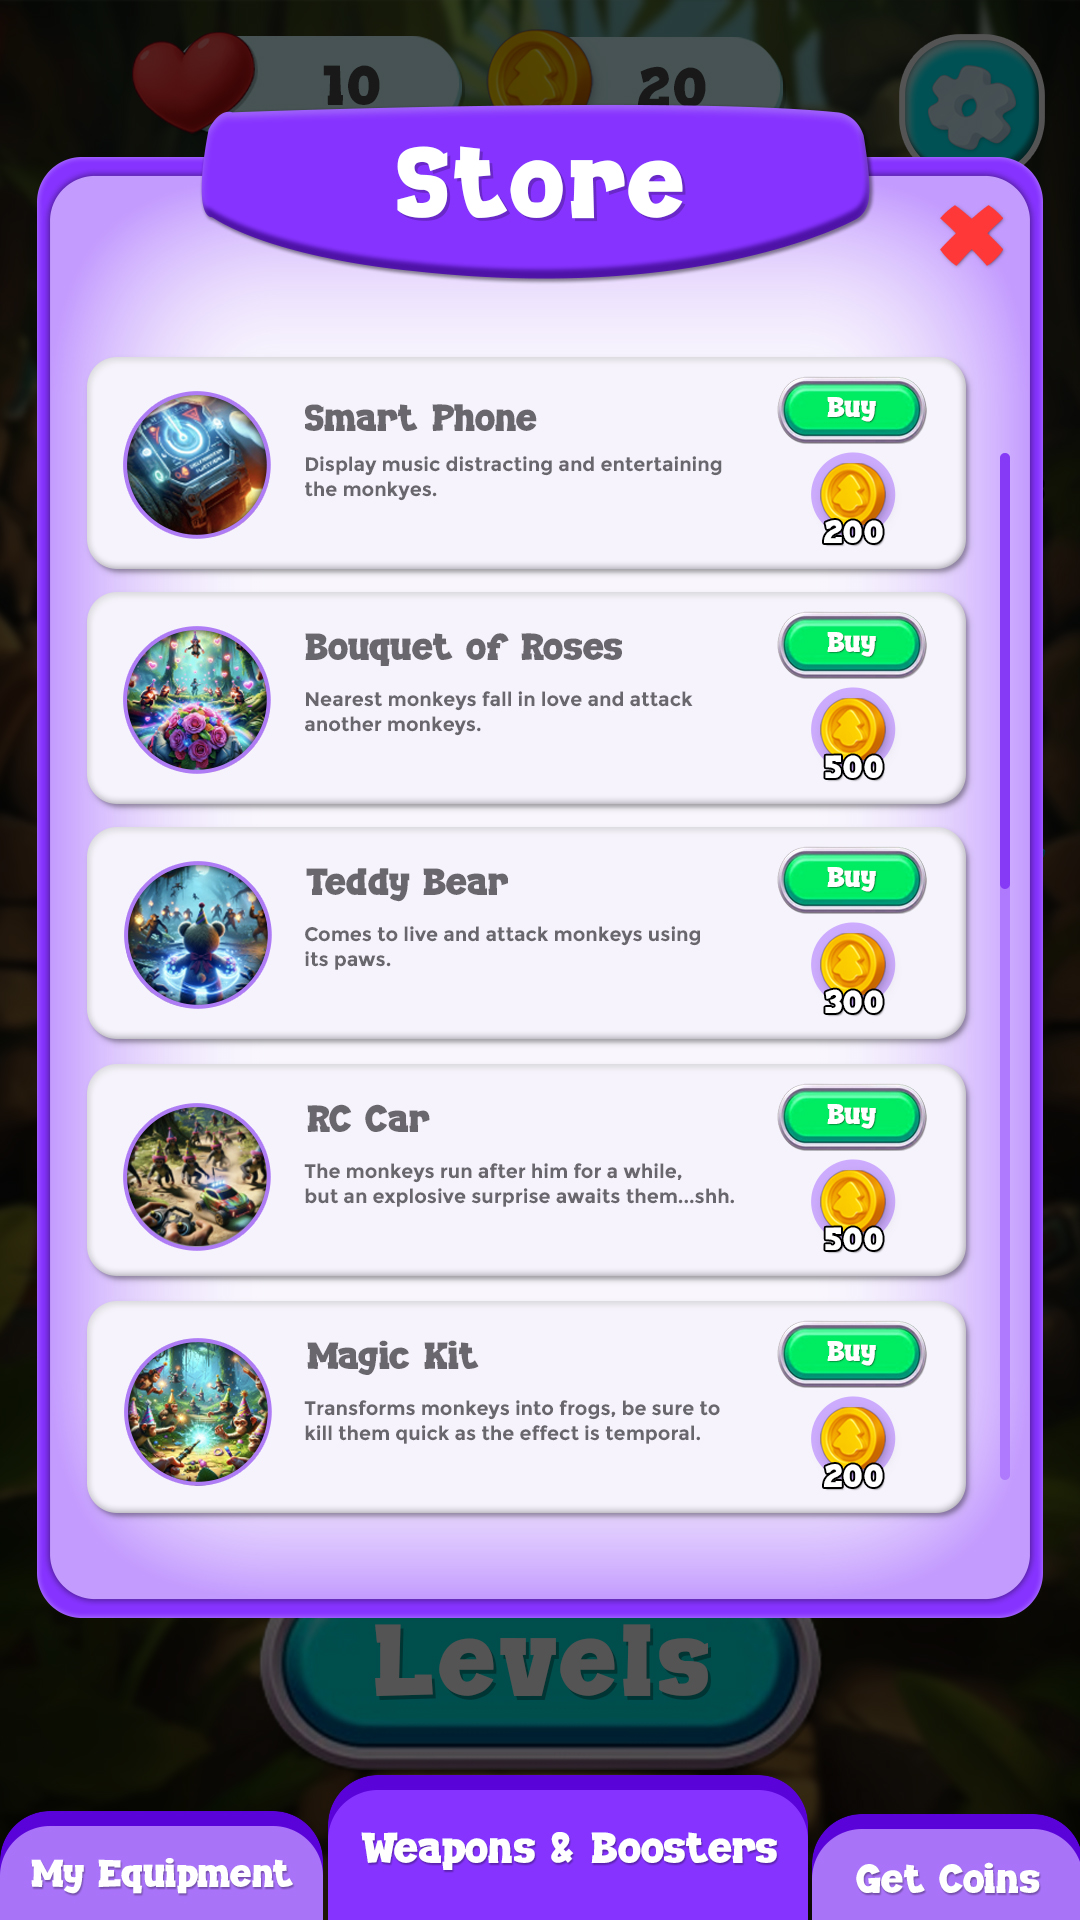 10
20
Store
Smart Phone
Display music distracting and entertaining
the monkyes.
Buy
200
Bouquet of Roses
Nearest monkeys fall in love and attack
another monkeys.
Buy
500
Teddy Bear
Comes to live and attack monkeys using
its paws.
Buy
300
RC Car
The monkeys run after him for a while,
but an explosive surprise awaits them...shh.
Buy
500
Magic Kit
Transforms monkeys into frogs, be sure to
kill them quick as the effect is temporal.
Buy
200
Levels
My Equipment
Weapons & Boosters
Get Coins